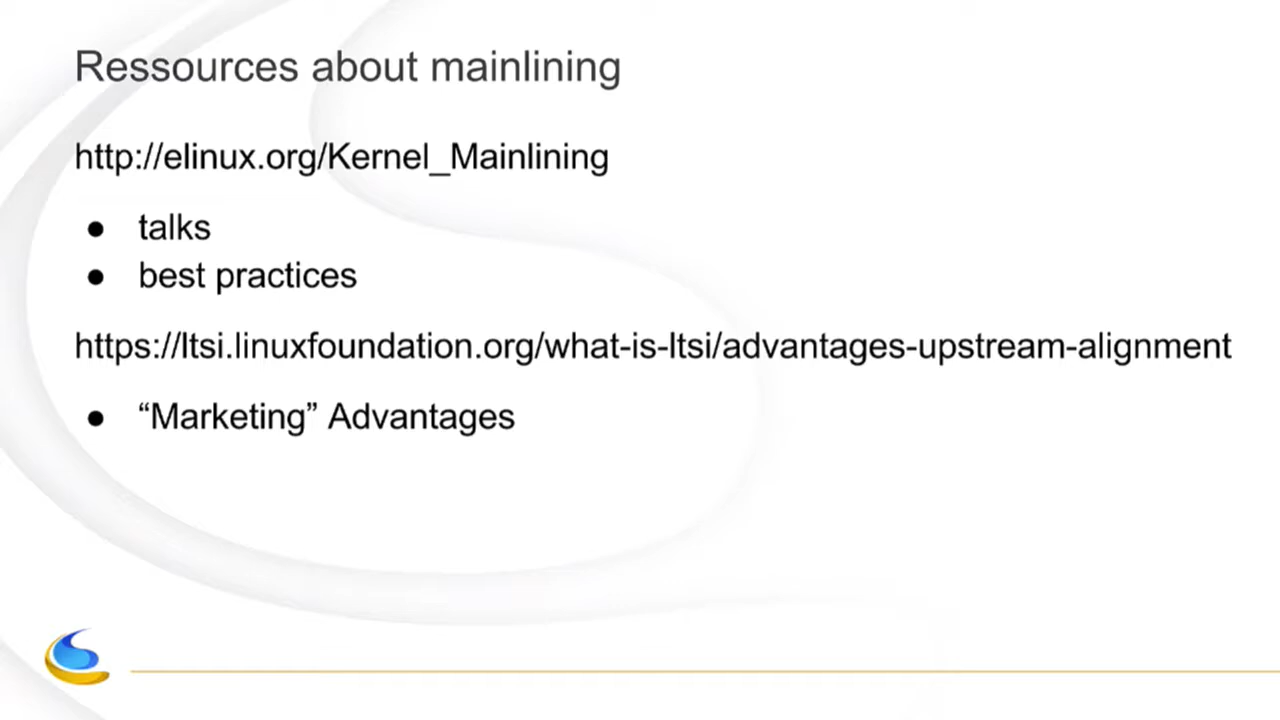 Ressources about mainlining
http://elinux.org/Kernel_Mainlining
● talks
● best practices
https://ltsi.linuxfoundation.org/what-is-ltsi/advantages-upstream-alignment
● “Marketing” Advantages